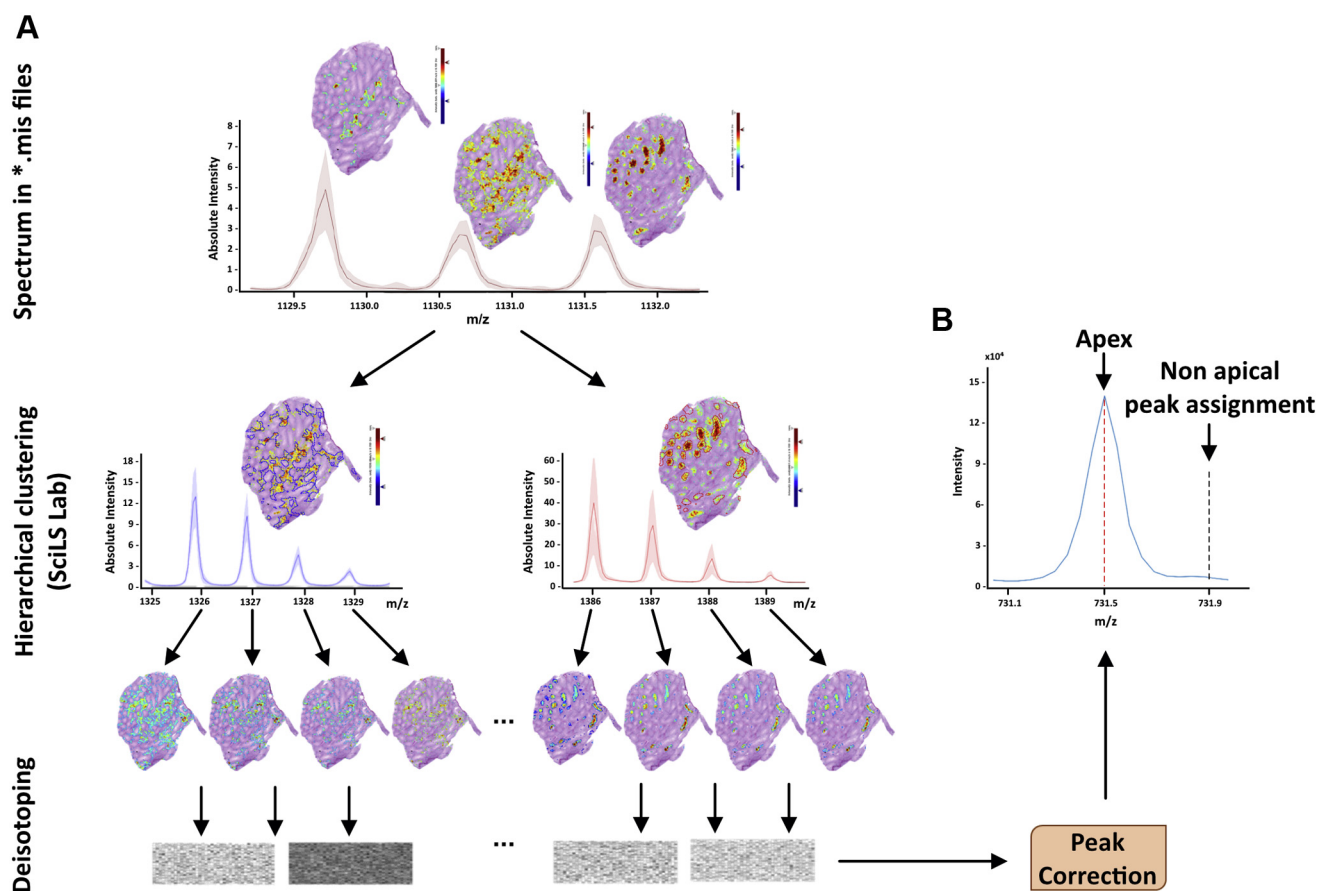 A
Spectrum in *.mis files
Absolute Intensity
8
7
6
5
4
3
2
1
0
1129.5 1130.0 1130.5 1131.0 1131.5 1132.0
m/z
Hierarchical clustering
(SciLS Lab)
Absolute Intensity
18
15
12
9
6
3
0
1325 1326 1327 1328 1329 m/z
Absolute Intensity
60
50
40
30
20
10
0
1386 1387 1388 1389 m/z
...
Deisotoping
...
Peak
Correction
B
Apex
Non apical
peak assignment
x10⁴
Intensity
15
12
9
6
3
0
731.1 731.5 731.9
m/z